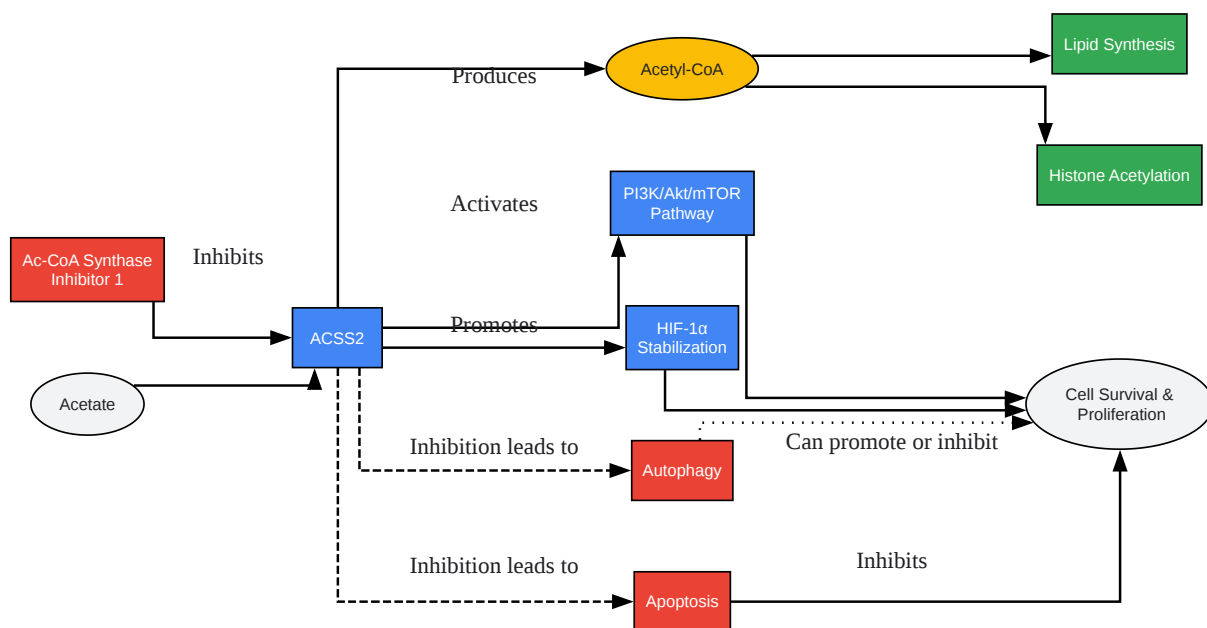 Lipid Synthesis
Produces
Acetyl-CoA
Histone Acetylation
Activates
PI3K/Akt/mTOR
Pathway
Ac-CoA Synthase
Inhibitor 1
Inhibits
ACSS2
Promotes
HIF-1α
Stabilization
Acetate
Cell Survival &
Proliferation
Inhibition leads to
Autophagy
Can promote or inhibit
Inhibition leads to
Apoptosis
Inhibits